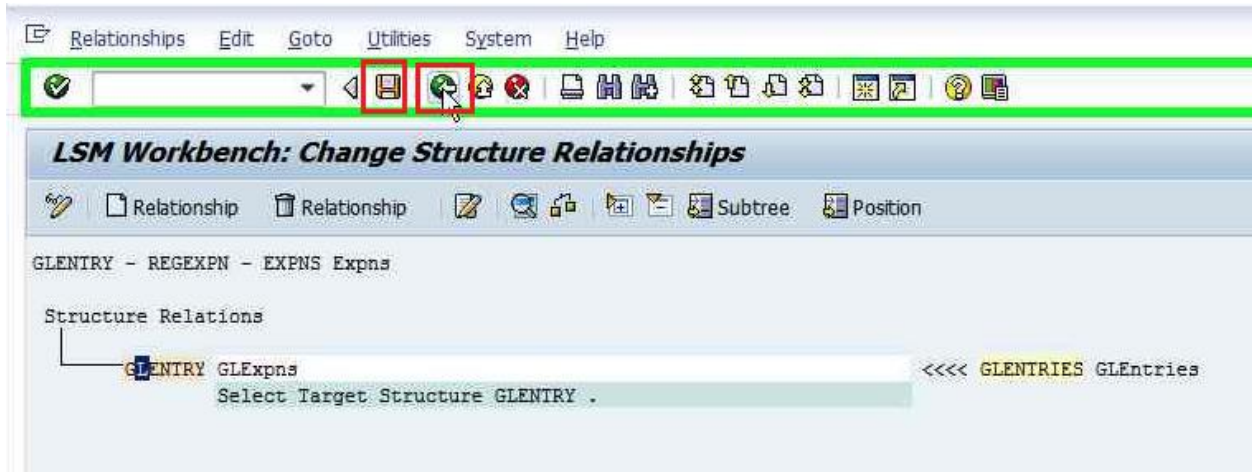 Relationships Edit Goto Utilities System Help
LSM Workbench: Change Structure Relationships
Relationship Relationship Subtree Position
GLENTRY - REGEXPN - EXPNS Expns
Structure Relations
GLENTRY GLExpns <<<< GLENTRIES GLEntries
Select Target Structure GLENTRY .